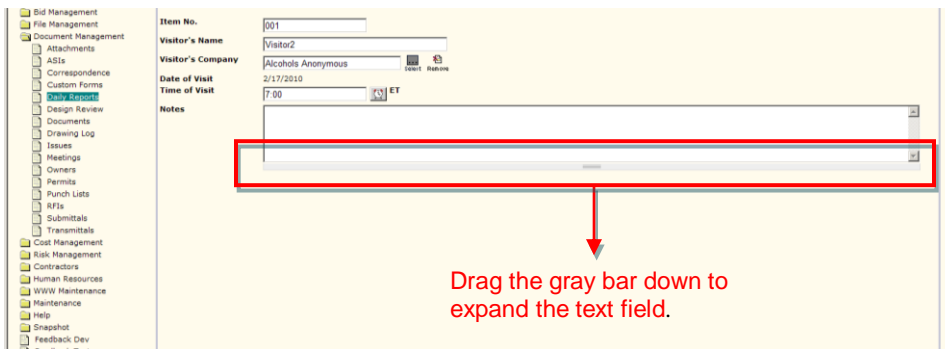 Bid Management
File Management
Document Management
Attachments
ASIs
Correspondence
Custom Forms
Daily Reports
Design Review
Documents
Drawing Log
Issues
Meetings
Owners
Permits
Punch Lists
RFIs
Submittals
Transmittals
Cost Management
Risk Management
Contractors
Human Resources
WWW Maintenance
Maintenance
Help
Snapshot
Feedback Dev
Item No. 001
Visitor's Name Visitor2
Visitor's Company Alcohols Anonymous Select Remove
Date of Visit 2/17/2010
Time of Visit 7:00 ET
Notes
Drag the gray bar down to
expand the text field.